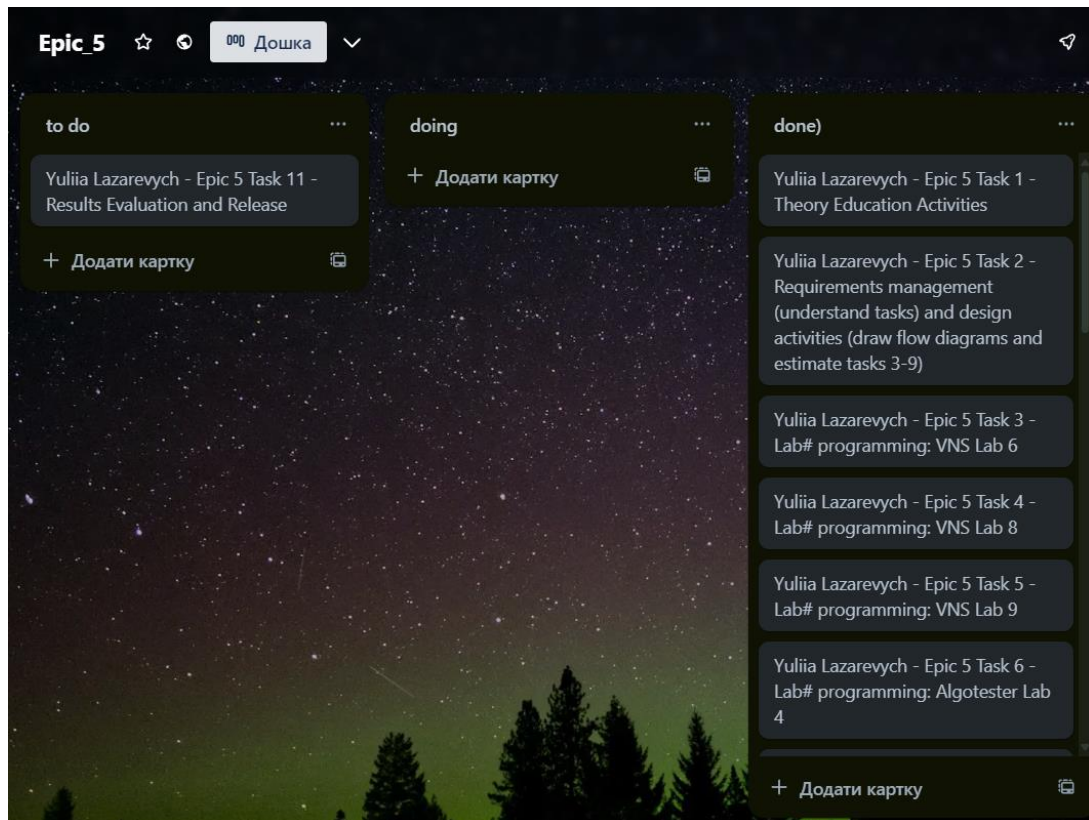 Epic_5
Дошка
to do
Yuliia Lazarevych - Epic 5 Task 11 -
Results Evaluation and Release
+ Додати картку
doing
+ Додати картку
done)
Yuliia Lazarevych - Epic 5 Task 1 -
Theory Education Activities
Yuliia Lazarevych - Epic 5 Task 2 -
Requirements management
(understand tasks) and design
activities (draw flow diagrams and
estimate tasks 3-9)
Yuliia Lazarevych - Epic 5 Task 3 -
Lab# programming: VNS Lab 6
Yuliia Lazarevych - Epic 5 Task 4 -
Lab# programming: VNS Lab 8
Yuliia Lazarevych - Epic 5 Task 5 -
Lab# programming: VNS Lab 9
Yuliia Lazarevych - Epic 5 Task 6 -
Lab# programming: Algotester Lab
4
+ Додати картку